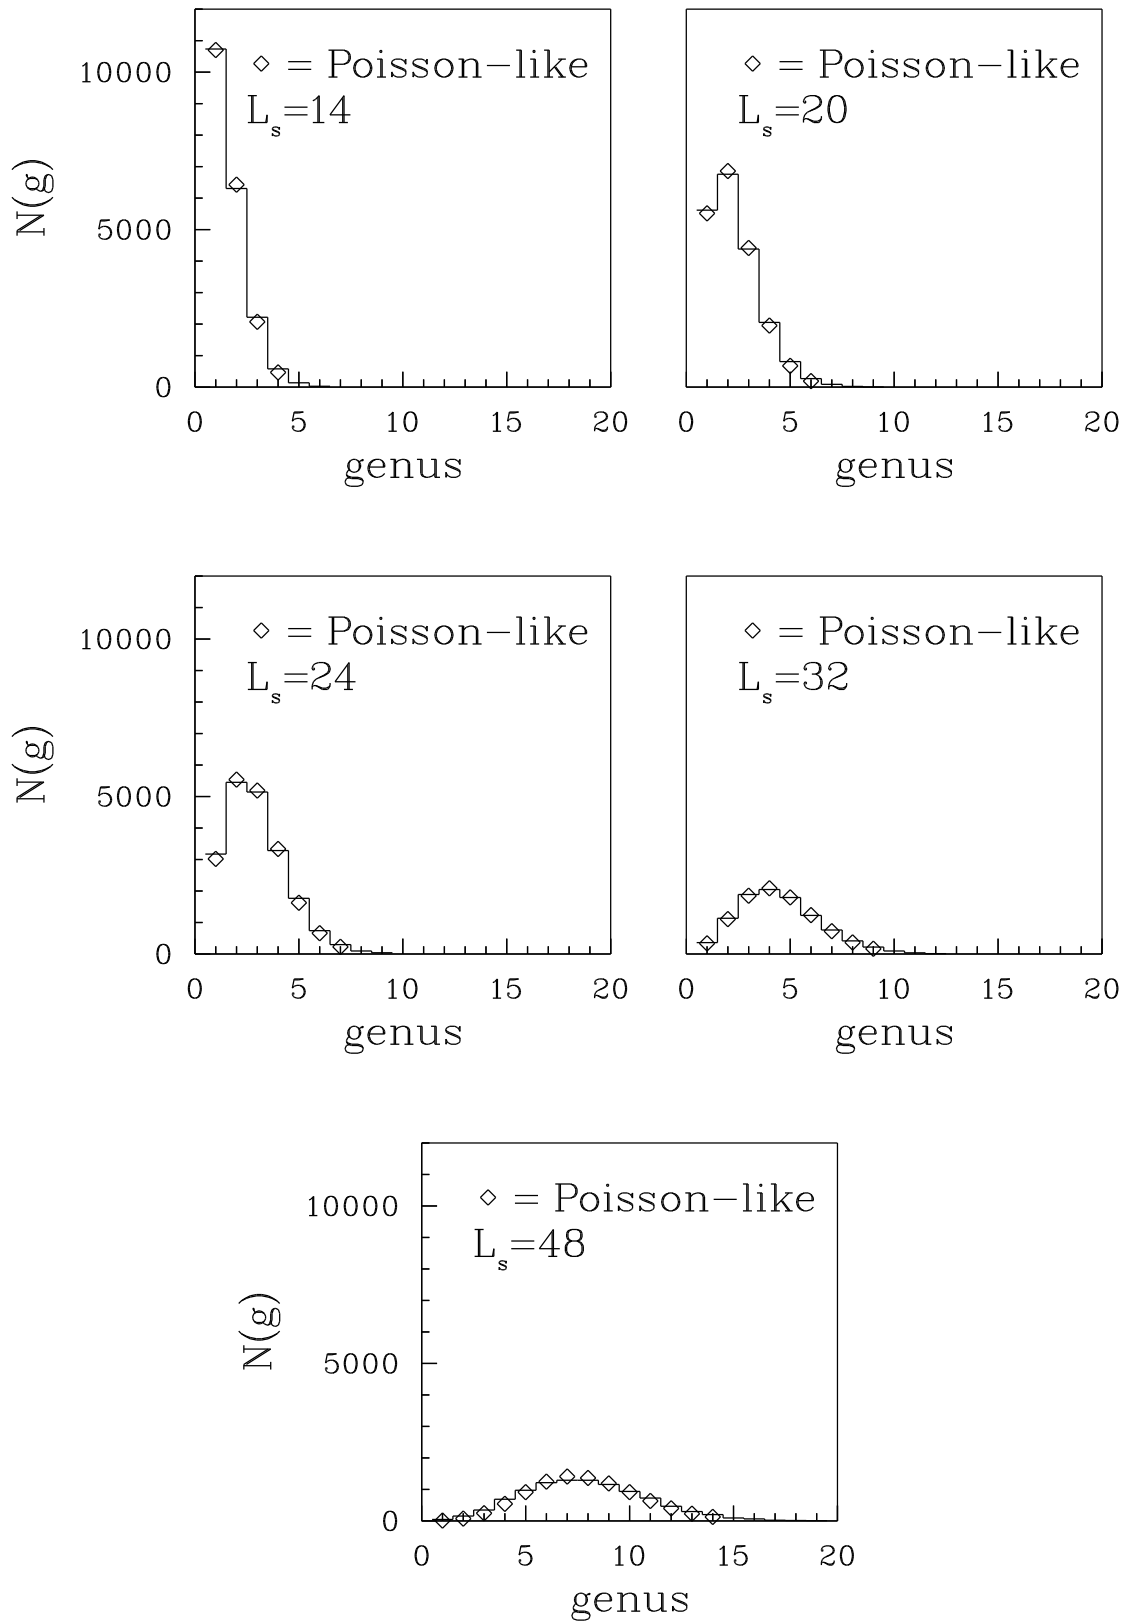 ◇ = Poisson−like
L_s=14
N(g)
10000
5000
0
0 5 10 15 20
genus
◇ = Poisson−like
L_s=20
0 5 10 15 20
genus
◇ = Poisson−like
L_s=24
N(g)
10000
5000
0
0 5 10 15 20
genus
◇ = Poisson−like
L_s=32
0 5 10 15 20
genus
◇ = Poisson−like
L_s=48
N(g)
10000
5000
0
0 5 10 15 20
genus